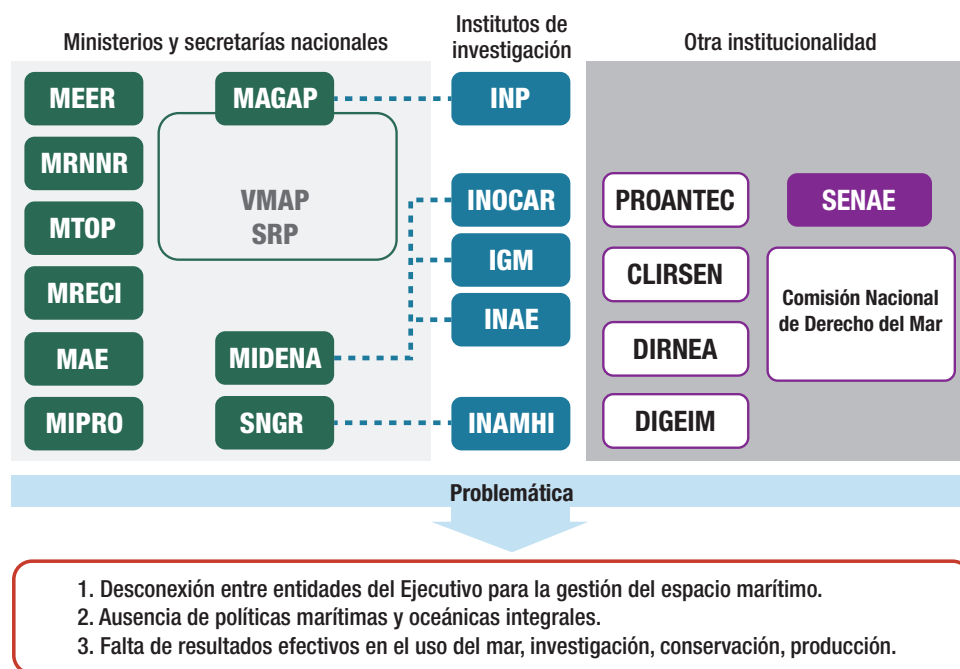 Ministerios y secretarías nacionales
Institutos de
investigación
Otra institucionalidad
MEER
MRNNR
MTOP
MRECI
MAE
MIPRO
MAGAP
VMAP
SRP
MIDENA
SNGR
INP
INOCAR
IGM
INAE
INAMHI
PROANTEC
CLIRSEN
DIRNEA
DIGEIM
SENAE
Comisión Nacional
de Derecho del Mar
Problemática
1. Desconexión entre entidades del Ejecutivo para la gestión del espacio marítimo.
2. Ausencia de políticas marítimas y oceánicas integrales.
3. Falta de resultados efectivos en el uso del mar, investigación, conservación, producción.